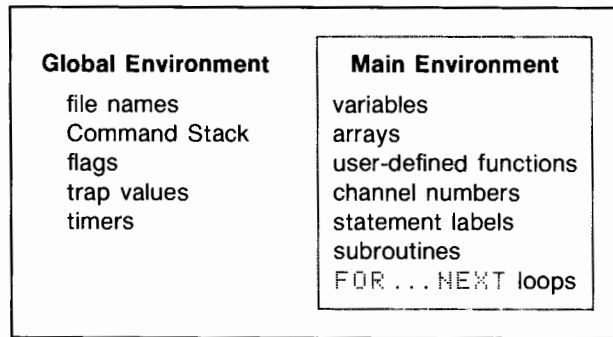 Global Environment
file names
Command Stack
flags
trap values
timers
Main Environment
variables
arrays
user-defined functions
channel numbers
statement labels
subroutines
FOR...NEXT loops